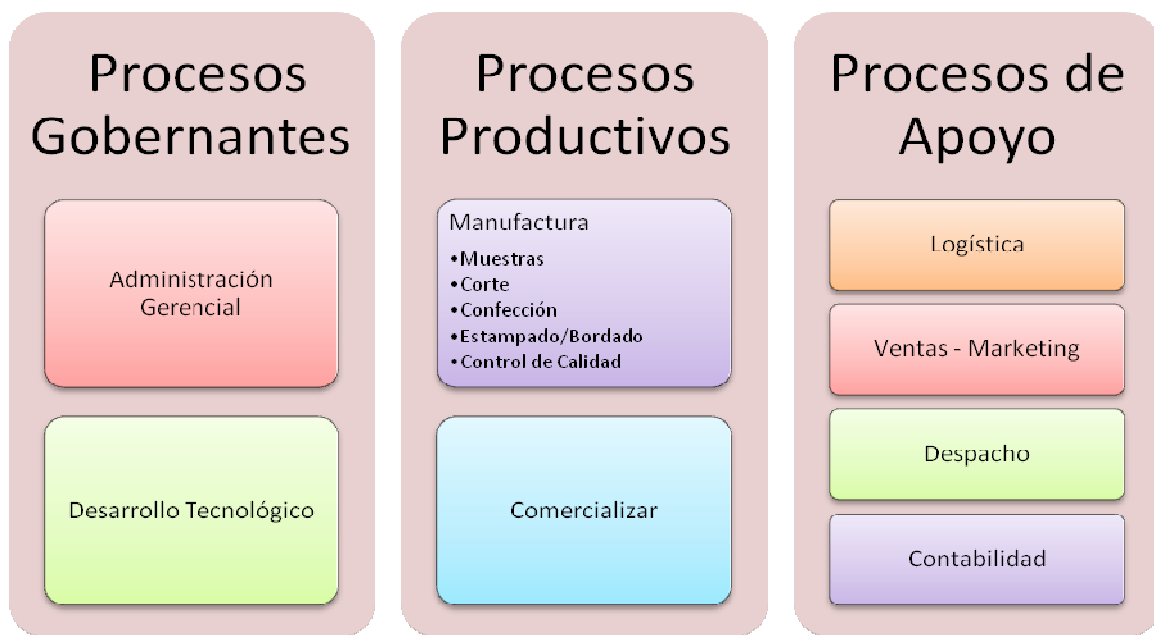 Procesos
Gobernantes
Administración
Gerencial
Desarrollo Tecnológico
Procesos
Productivos
Manufactura
•Muestras
•Corte
•Confección
•Estampado/Bordado
•Control de Calidad
Comercializar
Procesos de
Apoyo
Logística
Ventas - Marketing
Despacho
Contabilidad